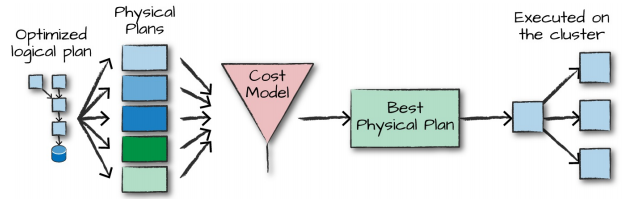 Optimized
logical plan
Physical
Plans
Cost
Model
Best
Physical Plan
Executed on
the cluster